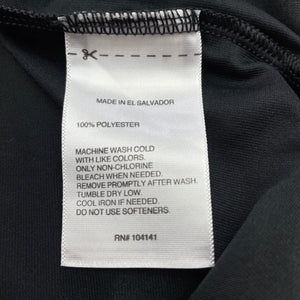 MADE IN EL SALVADOR
100% POLYESTER
MACHINE WASH COLD
WITH LIKE COLORS.
ONLY NON-CHLORINE
BLEACH WHEN NEEDED.
REMOVE PROMPTLY AFTER WASH.
TUMBLE DRY LOW.
COOL IRON IF NEEDED.
DO NOT USE SOFTENERS.
RN# 104141